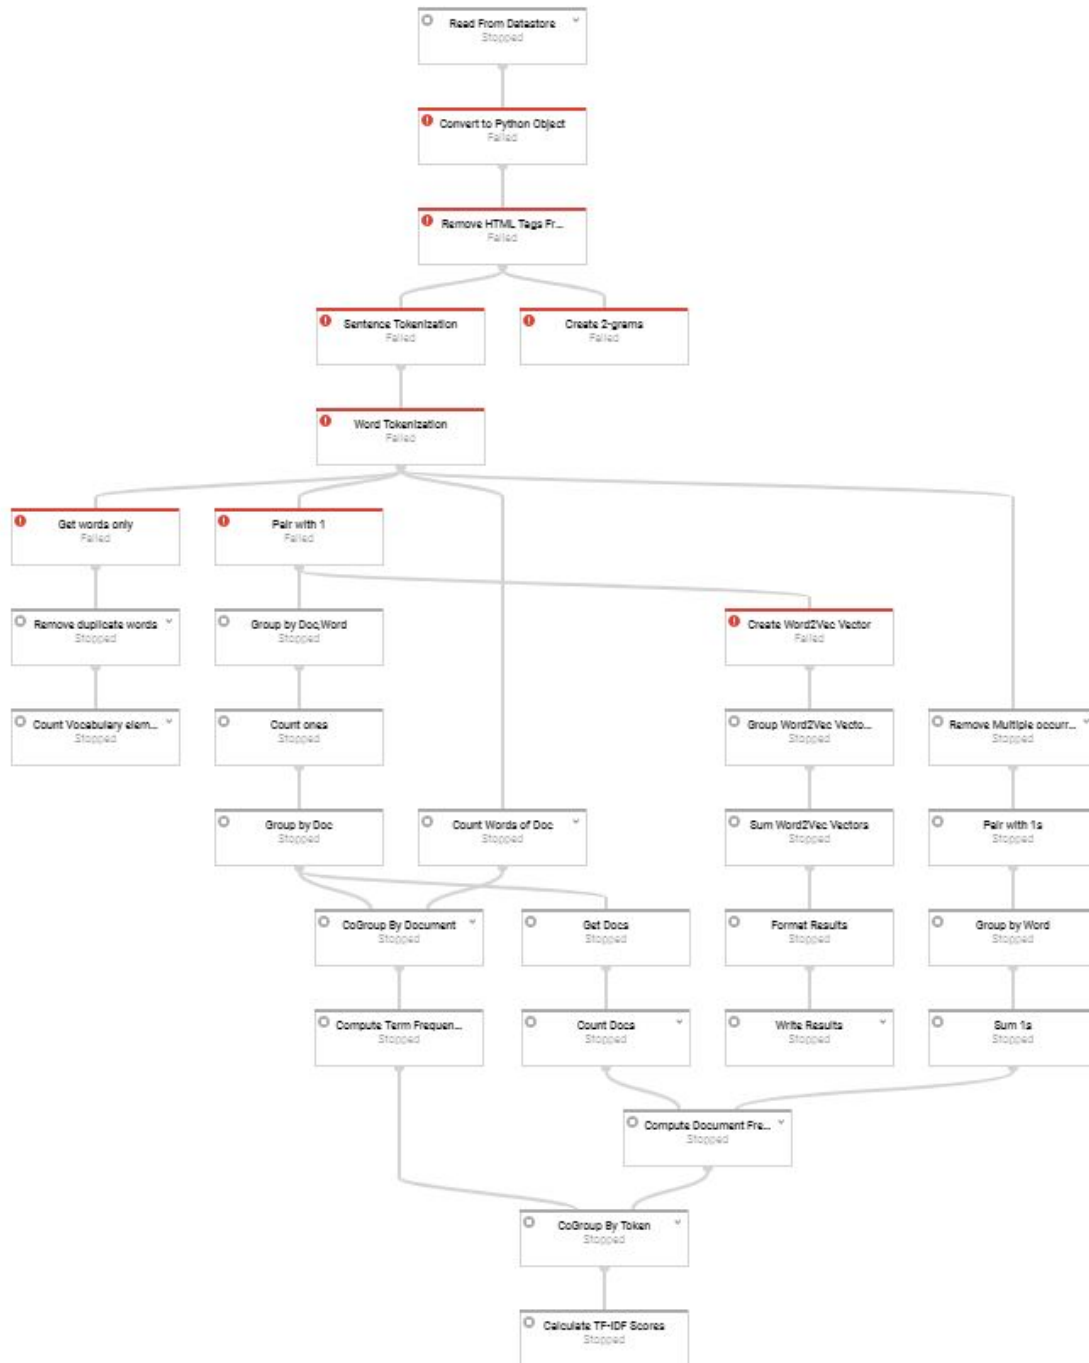 Read From Datastore
Stopped
Convert to Python Object
Failed
Remove HTML Tags Fr...
Failed
Sentence Tokenization
Failed
Create 2-grams
Failed
Word Tokenization
Failed
Get words only
Failed
Pair with 1
Failed
Remove duplicate words
Stopped
Group by Doc,Word
Stopped
Create Word2Vec Vector
Failed
Count Vocabulary elem...
Stopped
Count ones
Stopped
Group Word2Vec Vecto...
Stopped
Remove Multiple occurr...
Stopped
Group by Doc
Stopped
Count Words of Doc
Stopped
Sum Word2Vec Vectors
Stopped
Pair with 1s
Stopped
CoGroup By Document
Stopped
Get Docs
Stopped
Format Results
Stopped
Group by Word
Stopped
Compute Term Frequen...
Stopped
Count Docs
Stopped
Write Results
Stopped
Sum 1s
Stopped
Compute Document Fre...
Stopped
CoGroup By Token
Stopped
Calculate TF-IDF Scores
Stopped